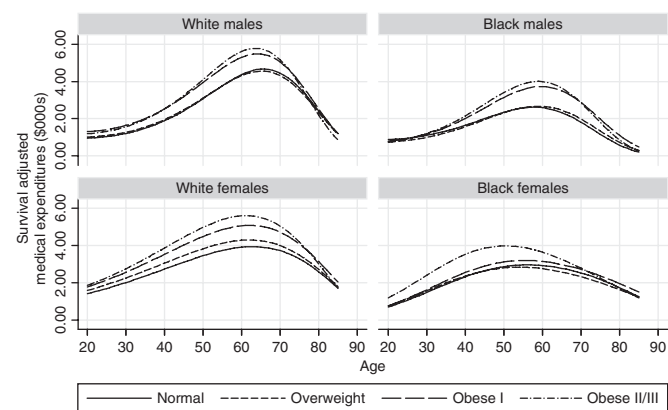 White males
Black males
Survival adjusted
medical expenditures ($000s)
6.00
4.00
2.00
0.00
White females
Black females
6.00
4.00
2.00
0.00
20 30 40 50 60 70 80 90 20 30 40 50 60 70 80 90
Age
Normal Overweight Obese I Obese II/III